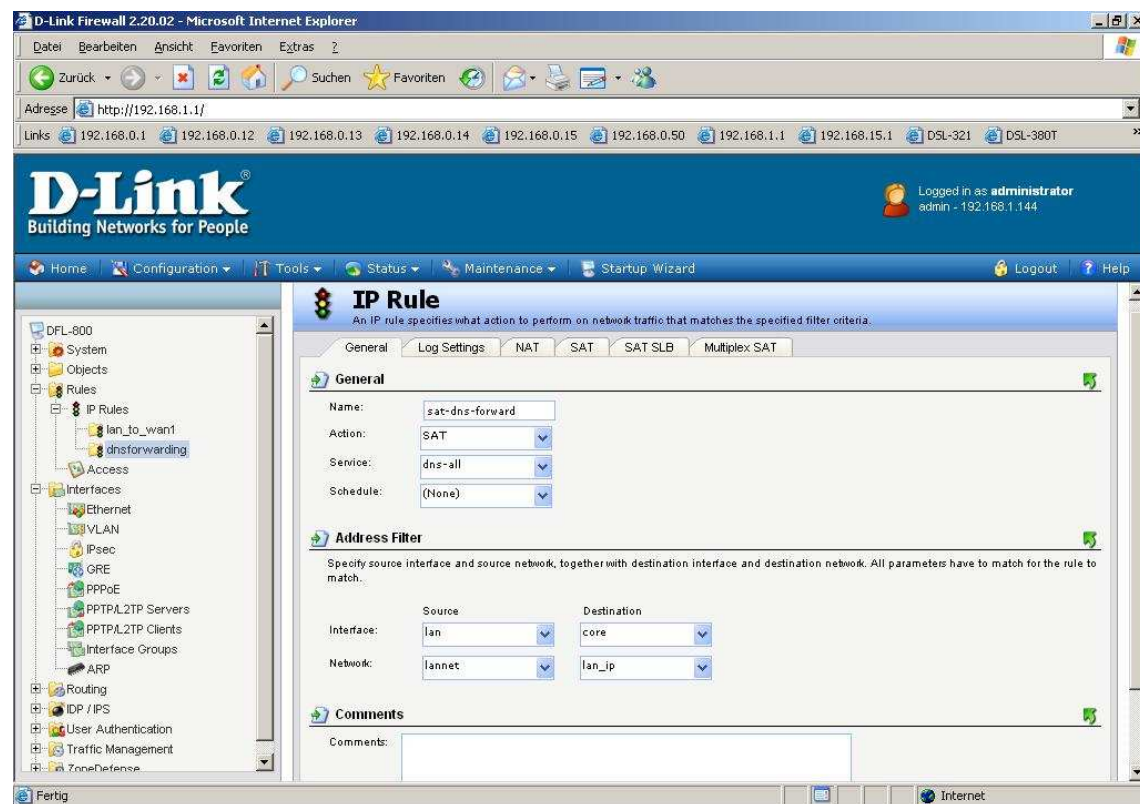 D-Link Firewall 2.20.02 - Microsoft Internet Explorer
Datei Bearbeiten Ansicht Favoriten Extras ?
Zurück Suchen Favoriten
Adresse http://192.168.1.1/
Links 192.168.0.1 192.168.0.12 192.168.0.13 192.168.0.14 192.168.0.15 192.168.0.50 192.168.1.1 192.168.15.1 DSL-321 DSL-380T »
D-Link®
Building Networks for People
Logged in as administrator
admin - 192.168.1.144
Home Configuration Tools Status Maintenance Startup Wizard Logout Help
DFL-800
System
Objects
Rules
IP Rules
lan_to_wan1
dnsforwarding
Access
Interfaces
Ethernet
VLAN
IPsec
GRE
PPPoE
PPTP/L2TP Servers
PPTP/L2TP Clients
Interface Groups
ARP
Routing
IDP / IPS
User Authentication
Traffic Management
ZoneDefense
IP Rule
An IP rule specifies what action to perform on network traffic that matches the specified filter criteria.
General Log Settings NAT SAT SAT SLB Multiplex SAT
General
Name: sat-dns-forward
Action: SAT
Service: dns-all
Schedule: (None)
Address Filter
Specify source interface and source network, together with destination interface and destination network. All parameters have to match for the rule to
match.
Source Destination
Interface: lan core
Network: lannet lan_ip
Comments
Comments:
Fertig Internet